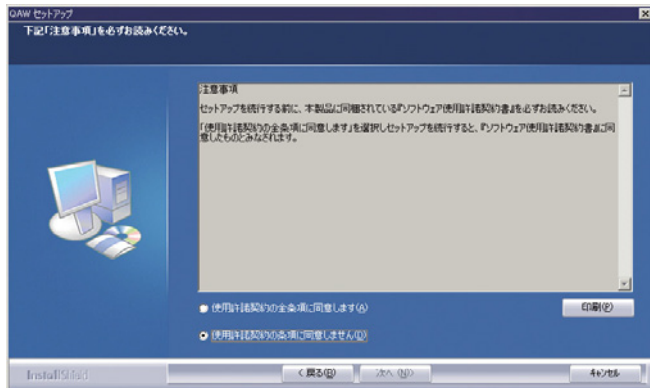 QAW セットアップ
下記「注意事項」を必ずお読みください。
注意事項
セットアップを続行する前に、本製品に同梱されている『ソフトウェア使用許諾契約書』を必ずお読みください。
「使用許諾契約の全条項に同意します」を選択しセットアップを続行すると、『ソフトウェア使用許諾契約書』に同
意したものとみなされます。
使用許諾契約の全条項に同意します(A)
印刷(P)
使用許諾契約の条項に同意しません(D)
InstallShield
< 戻る(B)
次へ(N) >
キャンセル